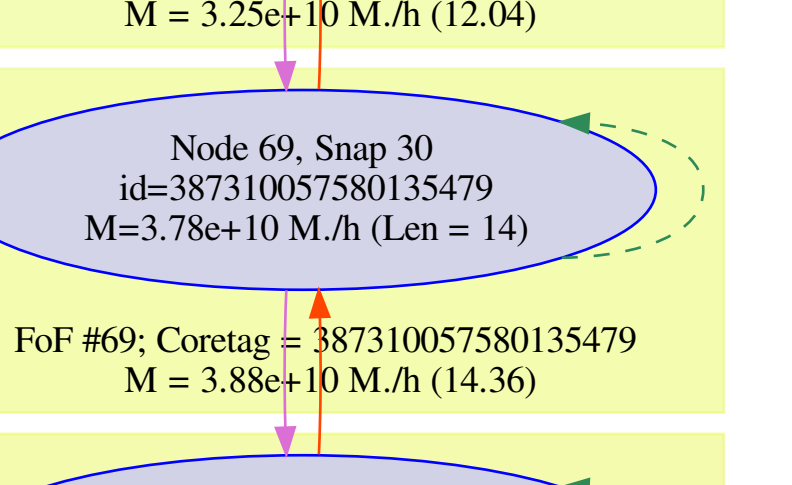 M = 3.25e+10 M./h (12.04)
Node 69, Snap 30
id=387310057580135479
M=3.78e+10 M./h (Len = 14)
FoF #69; Coretag = 387310057580135479
M = 3.88e+10 M./h (14.36)